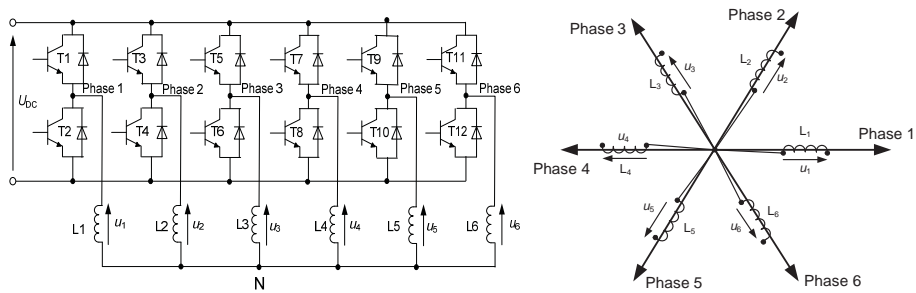 T1 T3 T5 T7 T9 T11
Phase 1 Phase 2 Phase 3 Phase 4 Phase 5 Phase 6
UDC
T2 T4 T6 T8 T10 T12
L1 u1 L2 u2 L3 u3 L4 u4 L5 u5 L6 u6
N
Phase 2
Phase 3
u3 L2
L3 u2
L1 Phase 1
u4
Phase 4 L4 u1
u5 L6
L5 u6
Phase 5 Phase 6